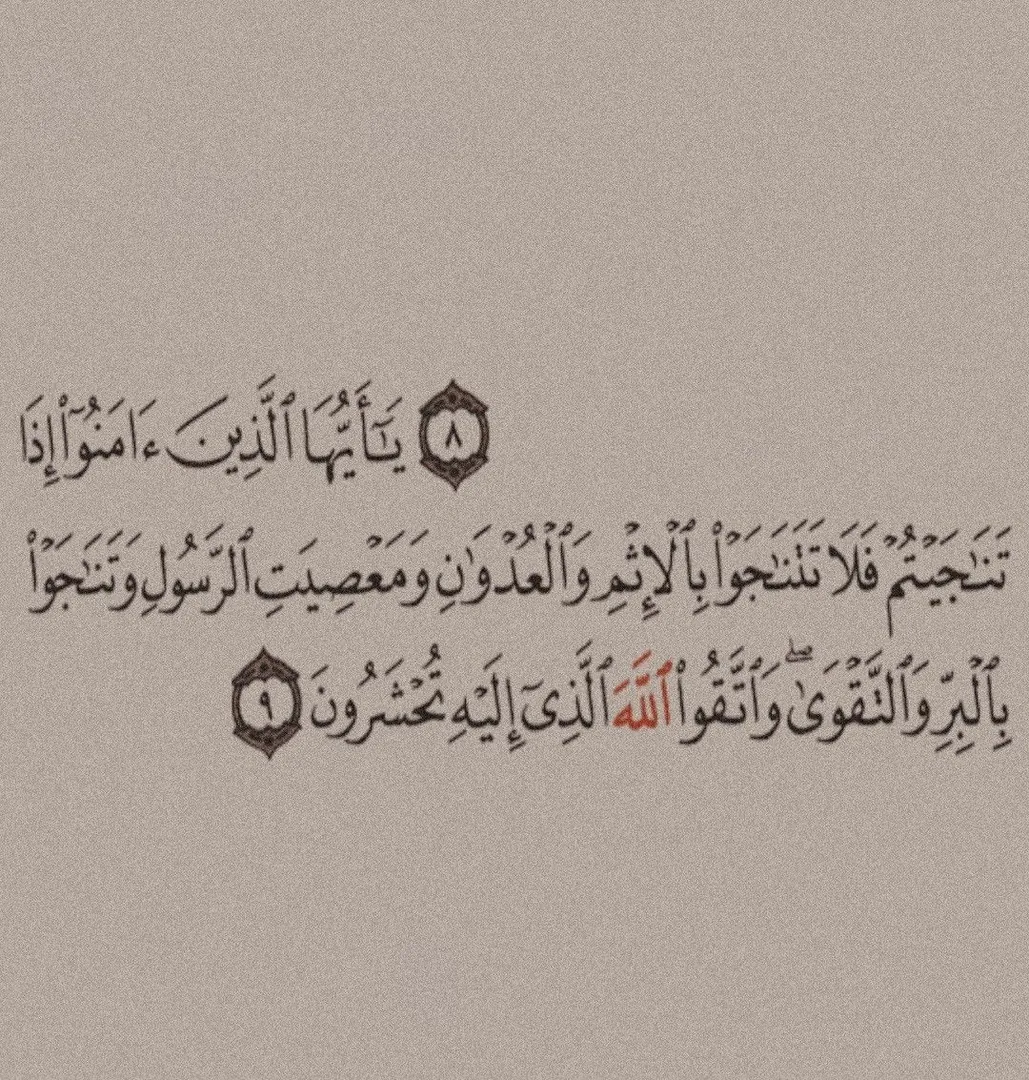 ٨ يَـٰٓأَيُّهَا ٱلَّذِينَ ءَامَنُوٓا۟ إِذَا
تَنَـٰجَيْتُمْ فَلَا تَتَنَـٰجَوْا۟ بِٱلْإِثْمِ وَٱلْعُدْوَٰنِ وَمَعْصِيَتِ ٱلرَّسُولِ وَتَنَـٰجَوْا۟
بِٱلْبِرِّ وَٱلتَّقْوَىٰ ۖ وَٱتَّقُوا۟ ٱللَّهَ ٱلَّذِىٓ إِلَيْهِ تُحْشَرُونَ ٩